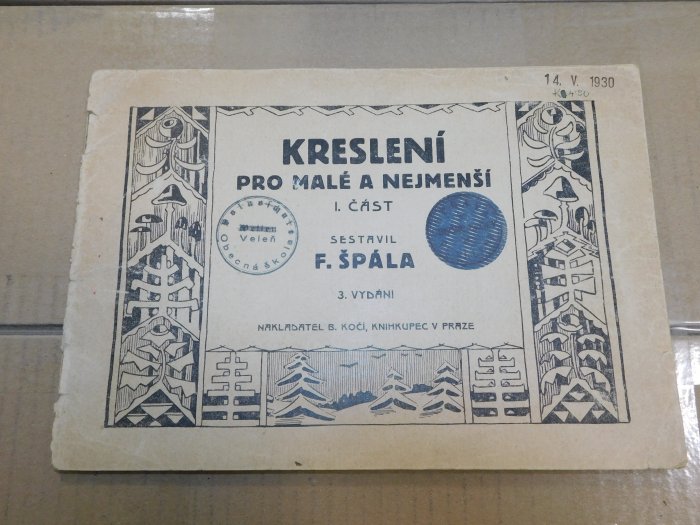 14. V. 1930
KRESLENÍ
PRO MALÉ A NEJMENŠÍ
I. ČÁST
SESTAVIL
F. ŠPÁLA
3. VYDÁNÍ
NAKLADATEL B. KOČÍ, KNIHKUPEC V PRAZE
Veleň
Obecná škola